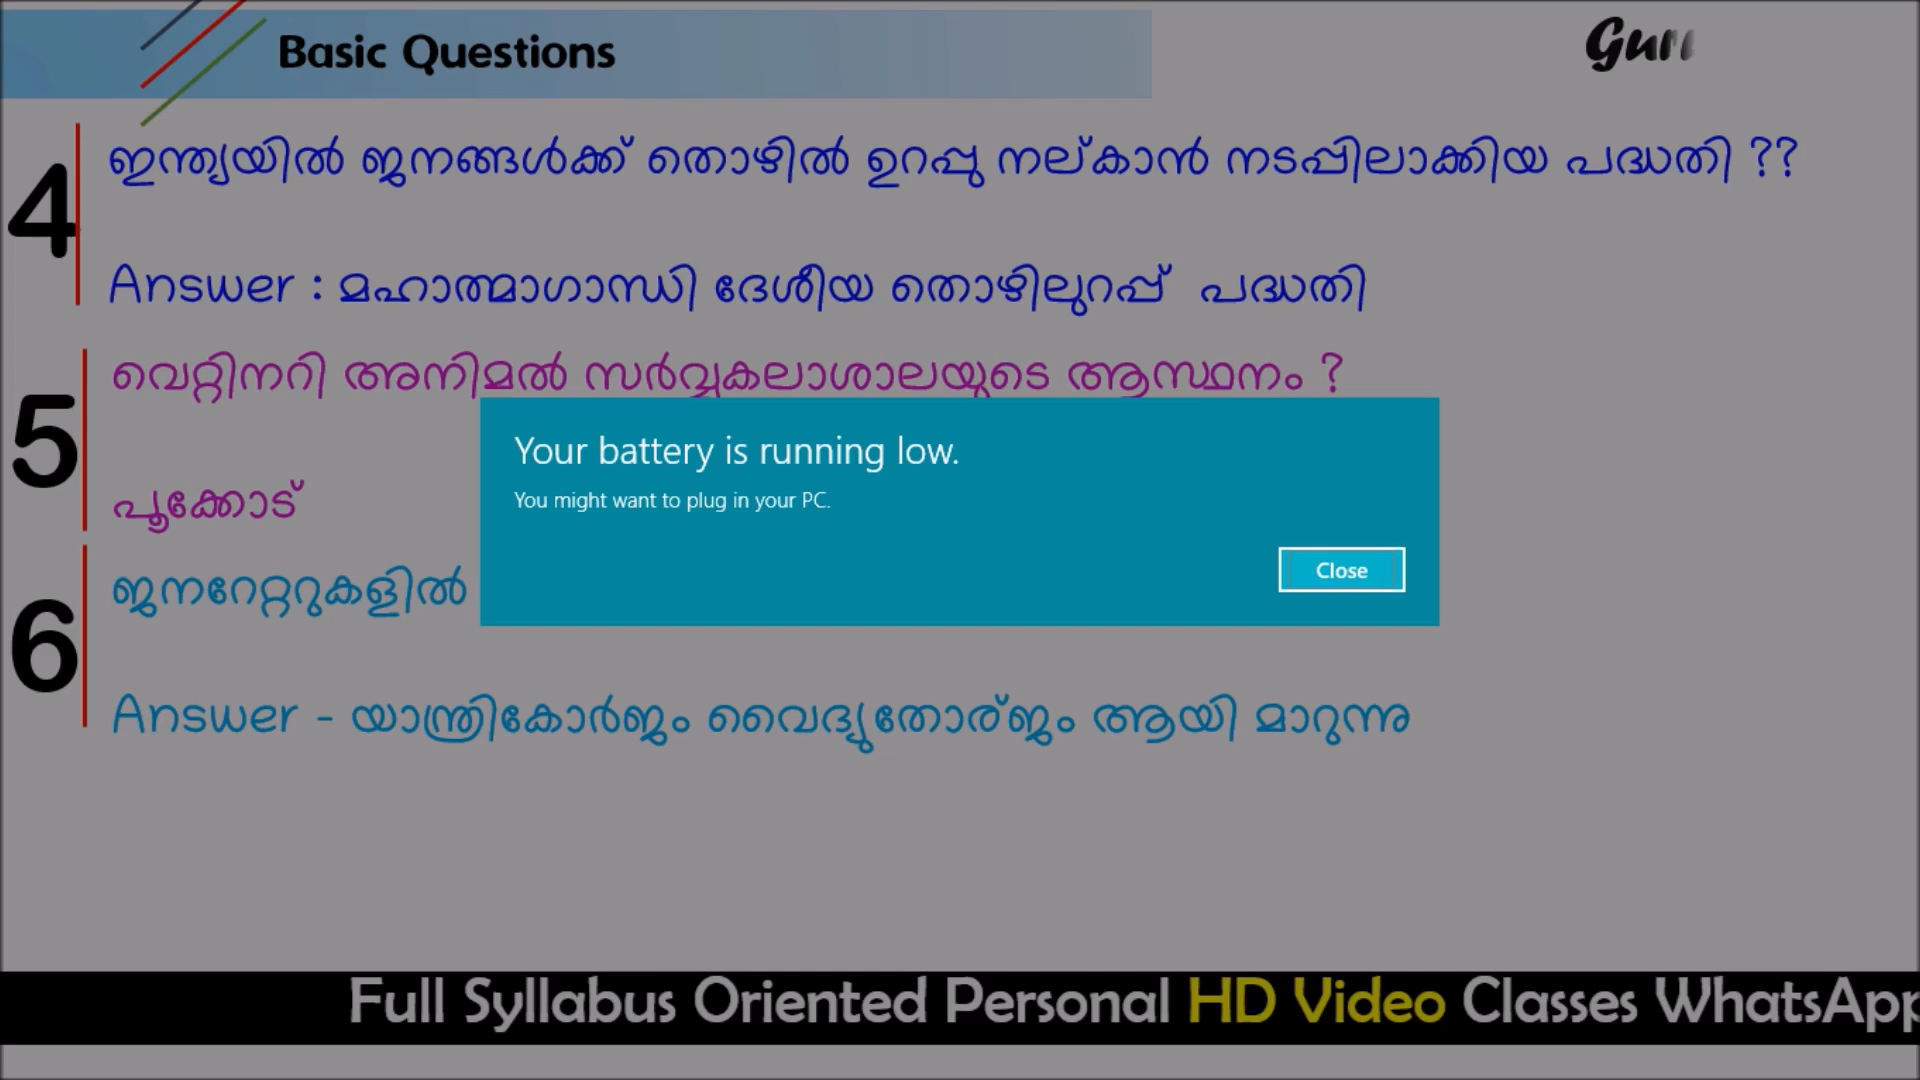 Basic Questions
4
ഇന്ത്യയിൽ ജനങ്ങൾക്ക് തൊഴിൽ ഉറപ്പു നല്കാൻ നടപ്പിലാക്കിയ പദ്ധതി ??
Answer : മഹാത്മാഗാന്ധി ദേശീയ തൊഴിലുറപ്പ് പദ്ധതി
5
വെറ്റിനറി അനിമൽ സർവ്വകലാശാലയുടെ ആസ്ഥനം ?
പൂക്കോട്
Your battery is running low.
You might want to plug in your PC.
Close
6
ജനറേറ്ററുകളിൽ
Answer - യാന്ത്രികോർജം വൈദ്യുതോര്ജം ആയി മാറുന്നു
Full Syllabus Oriented Personal HD Video Classes WhatsApp